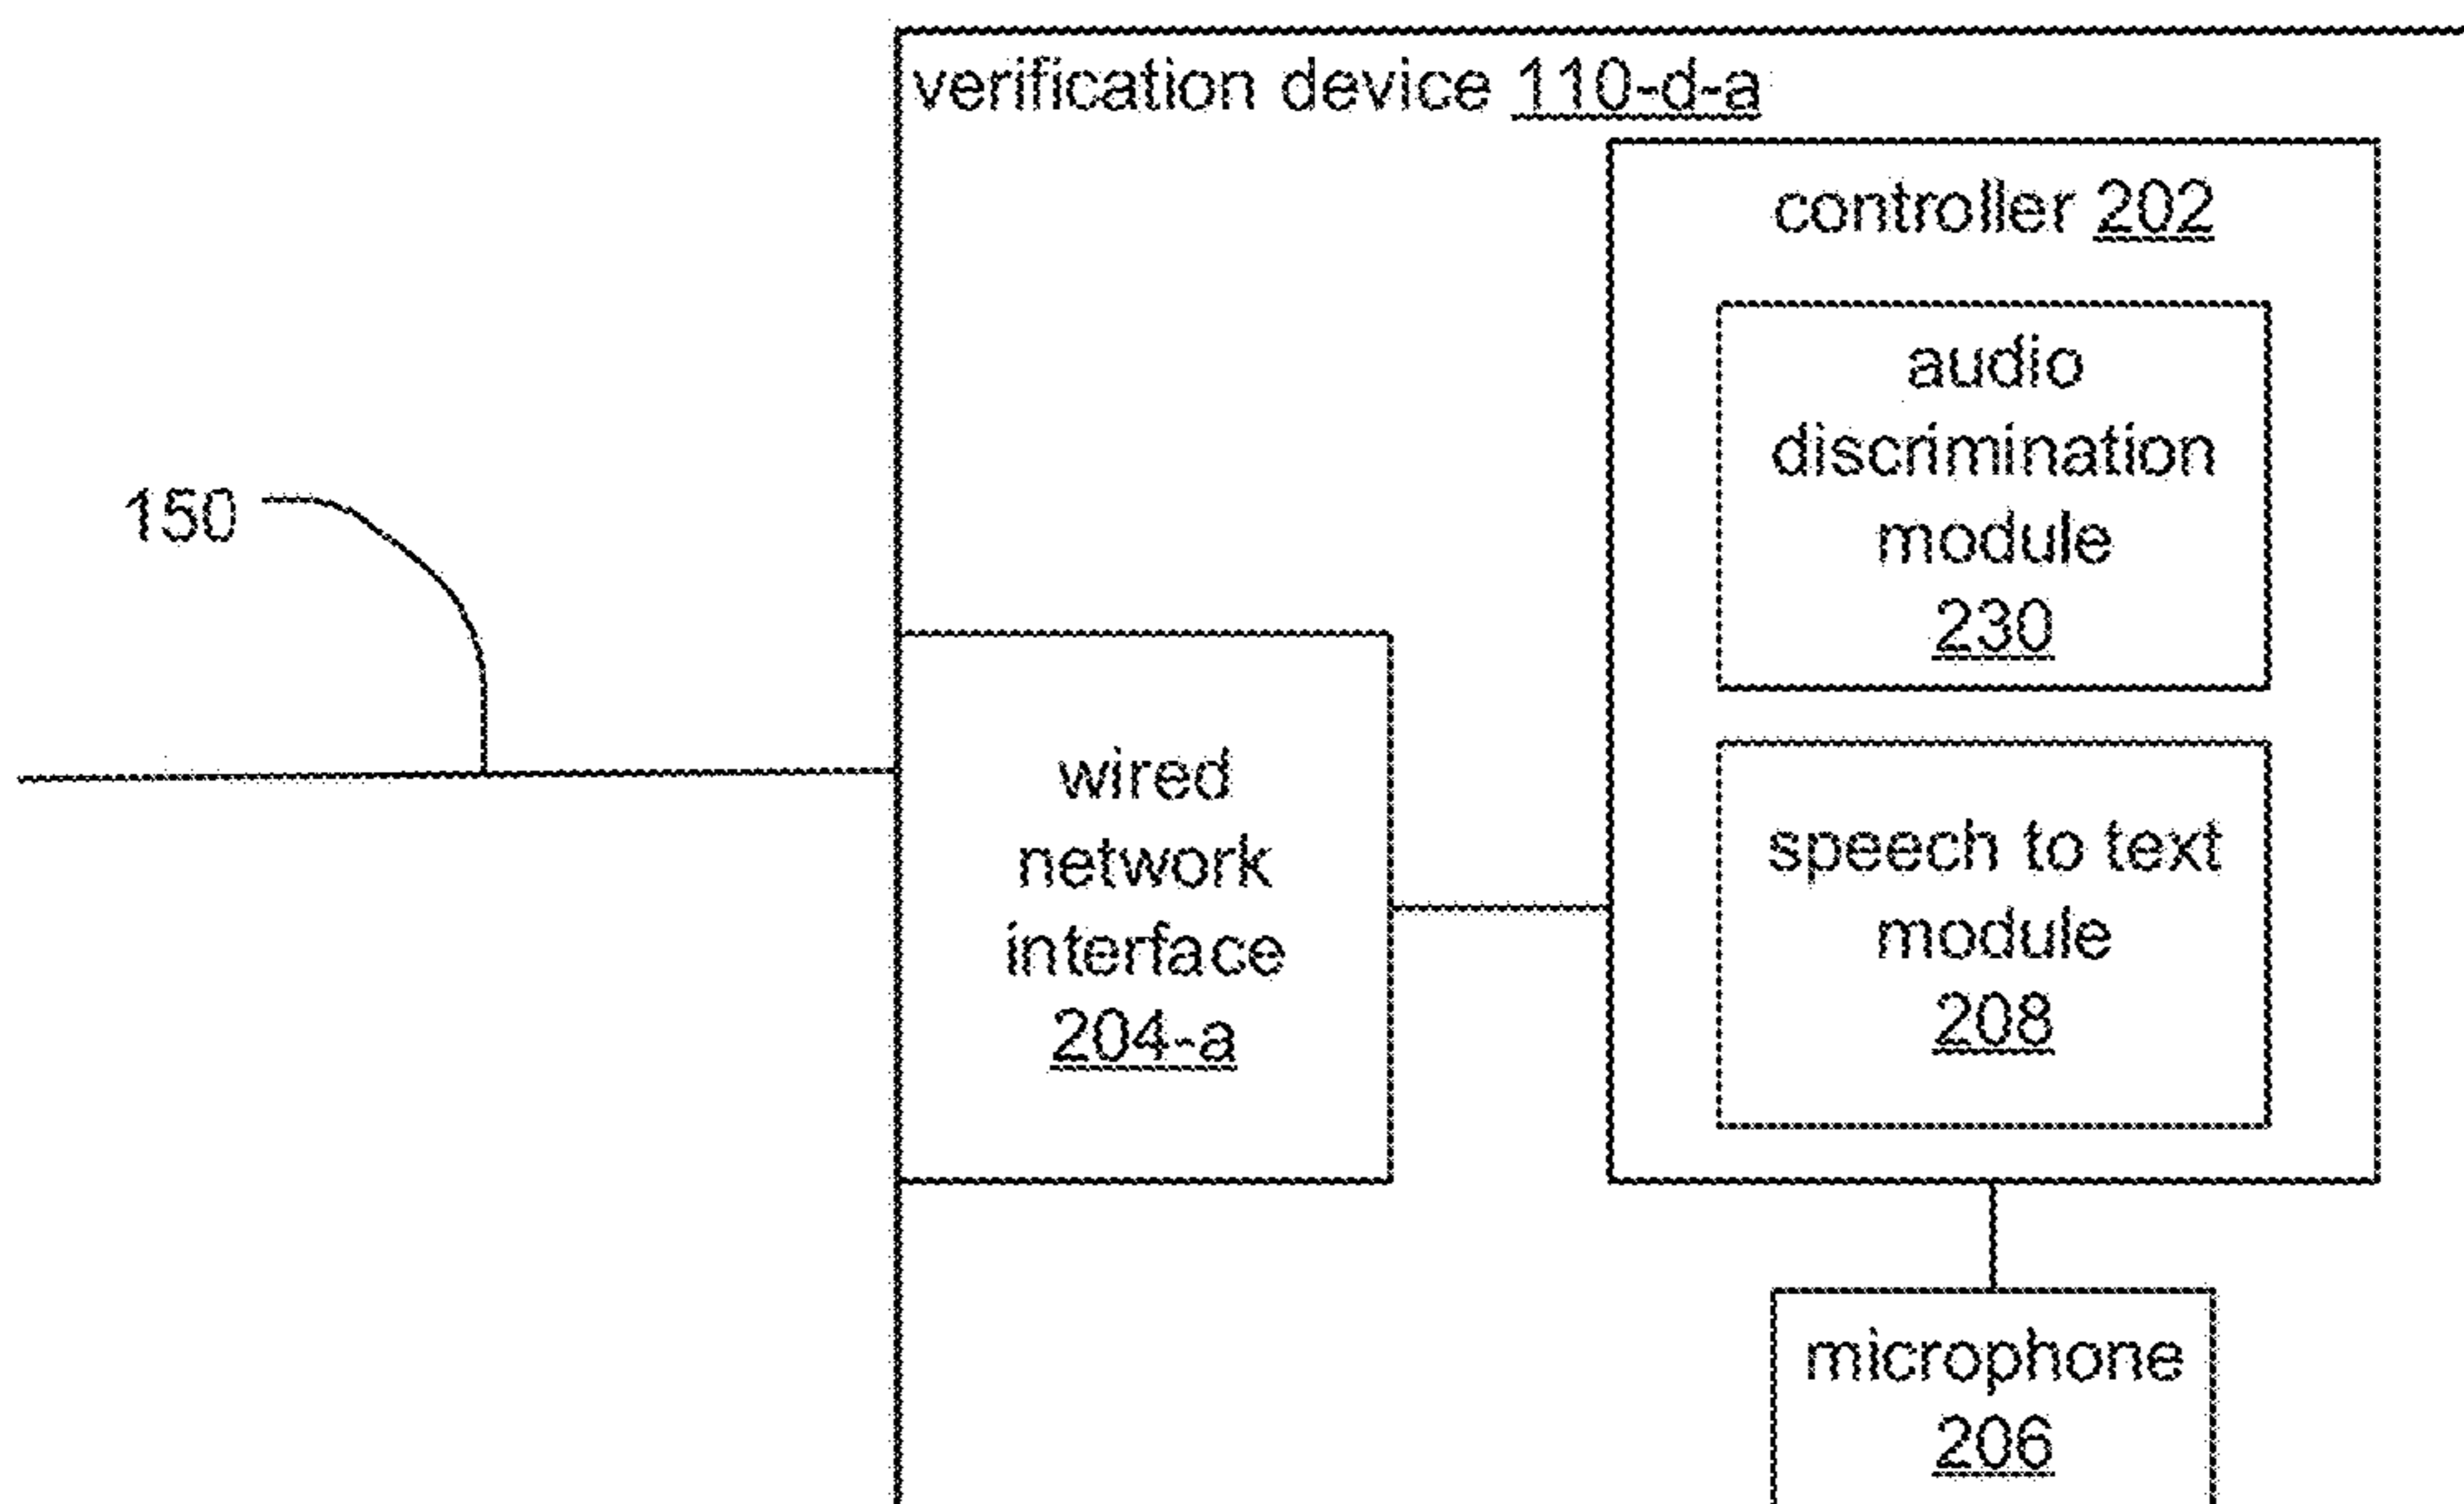 verification device 110-d-a
controller 202
audio
discrimination
module
230
150
wired
network
interface
204-a
speech to text
module
208
microphone
206